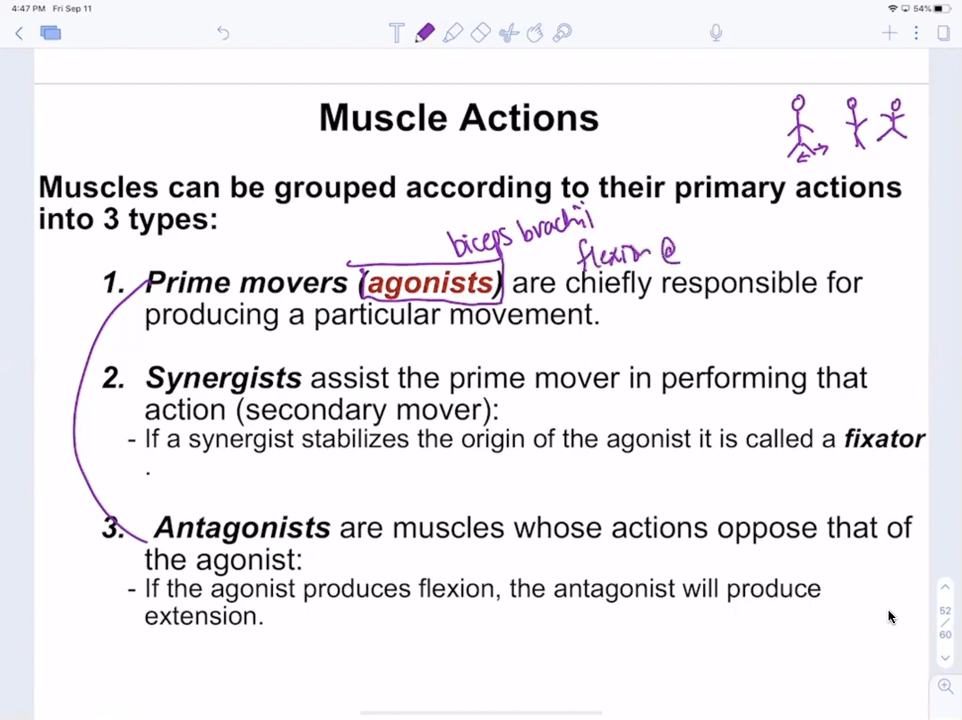 4:47 PM Fri Sep 11
54%
T
Muscle Actions
Muscles can be grouped according to their primary actions
into 3 types:
biceps brachii
flexion @
1. Prime movers (agonists) are chiefly responsible for
producing a particular movement.
2. Synergists assist the prime mover in performing that
action (secondary mover):
- If a synergist stabilizes the origin of the agonist it is called a fixator
.
3. Antagonists are muscles whose actions oppose that of
the agonist:
- If the agonist produces flexion, the antagonist will produce
extension.
52
/
60